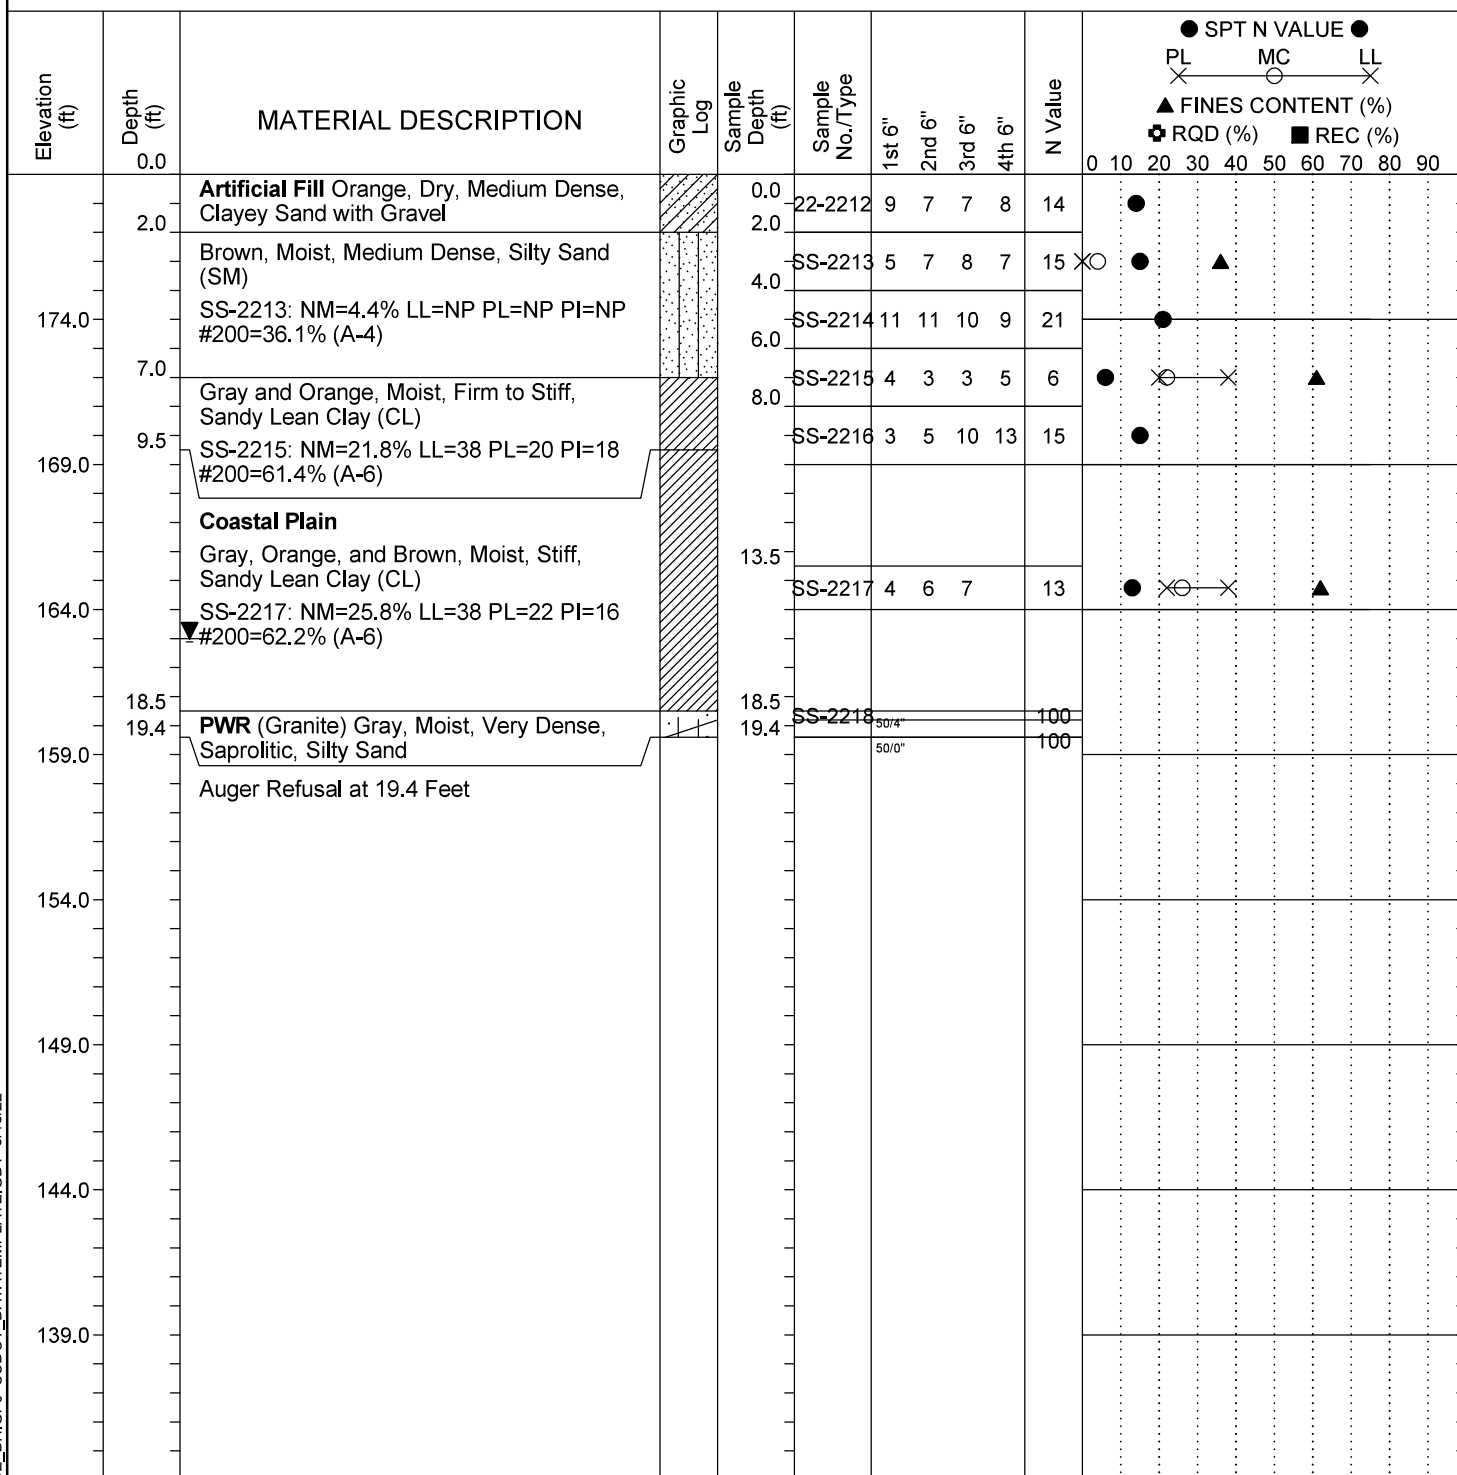 Elevation (ft)
Depth (ft)
0.0
MATERIAL DESCRIPTION
Graphic Log
Sample Depth (ft)
Sample No./Type
1st 6"
2nd 6"
3rd 6"
4th 6"
N Value
● SPT N VALUE ●
PL MC LL
▲ FINES CONTENT (%)
RQD (%) ■ REC (%)
0 10 20 30 40 50 60 70 80 90
Artificial Fill Orange, Dry, Medium Dense,
Clayey Sand with Gravel
0.0
22-2212 9 7 7 8 14
2.0
2.0
Brown, Moist, Medium Dense, Silty Sand
(SM)
SS-2213 5 7 8 7 15
4.0
SS-2213: NM=4.4% LL=NP PL=NP PI=NP
#200=36.1% (A-4)
174.0
SS-2214 11 11 10 9 21
6.0
7.0
Gray and Orange, Moist, Firm to Stiff,
Sandy Lean Clay (CL)
SS-2215 4 3 3 5 6
8.0
9.5
SS-2215: NM=21.8% LL=38 PL=20 PI=18
#200=61.4% (A-6)
SS-2216 3 5 10 13 15
169.0
Coastal Plain
Gray, Orange, and Brown, Moist, Stiff,
Sandy Lean Clay (CL)
13.5
SS-2217 4 6 7 13
164.0
SS-2217: NM=25.8% LL=38 PL=22 PI=16
#200=62.2% (A-6)
18.5
18.5
19.4
PWR (Granite) Gray, Moist, Very Dense,
Saprolitic, Silty Sand
19.4
SS-2218 50/4" 100
50/0" 100
159.0
Auger Refusal at 19.4 Feet
154.0
149.0
144.0
139.0